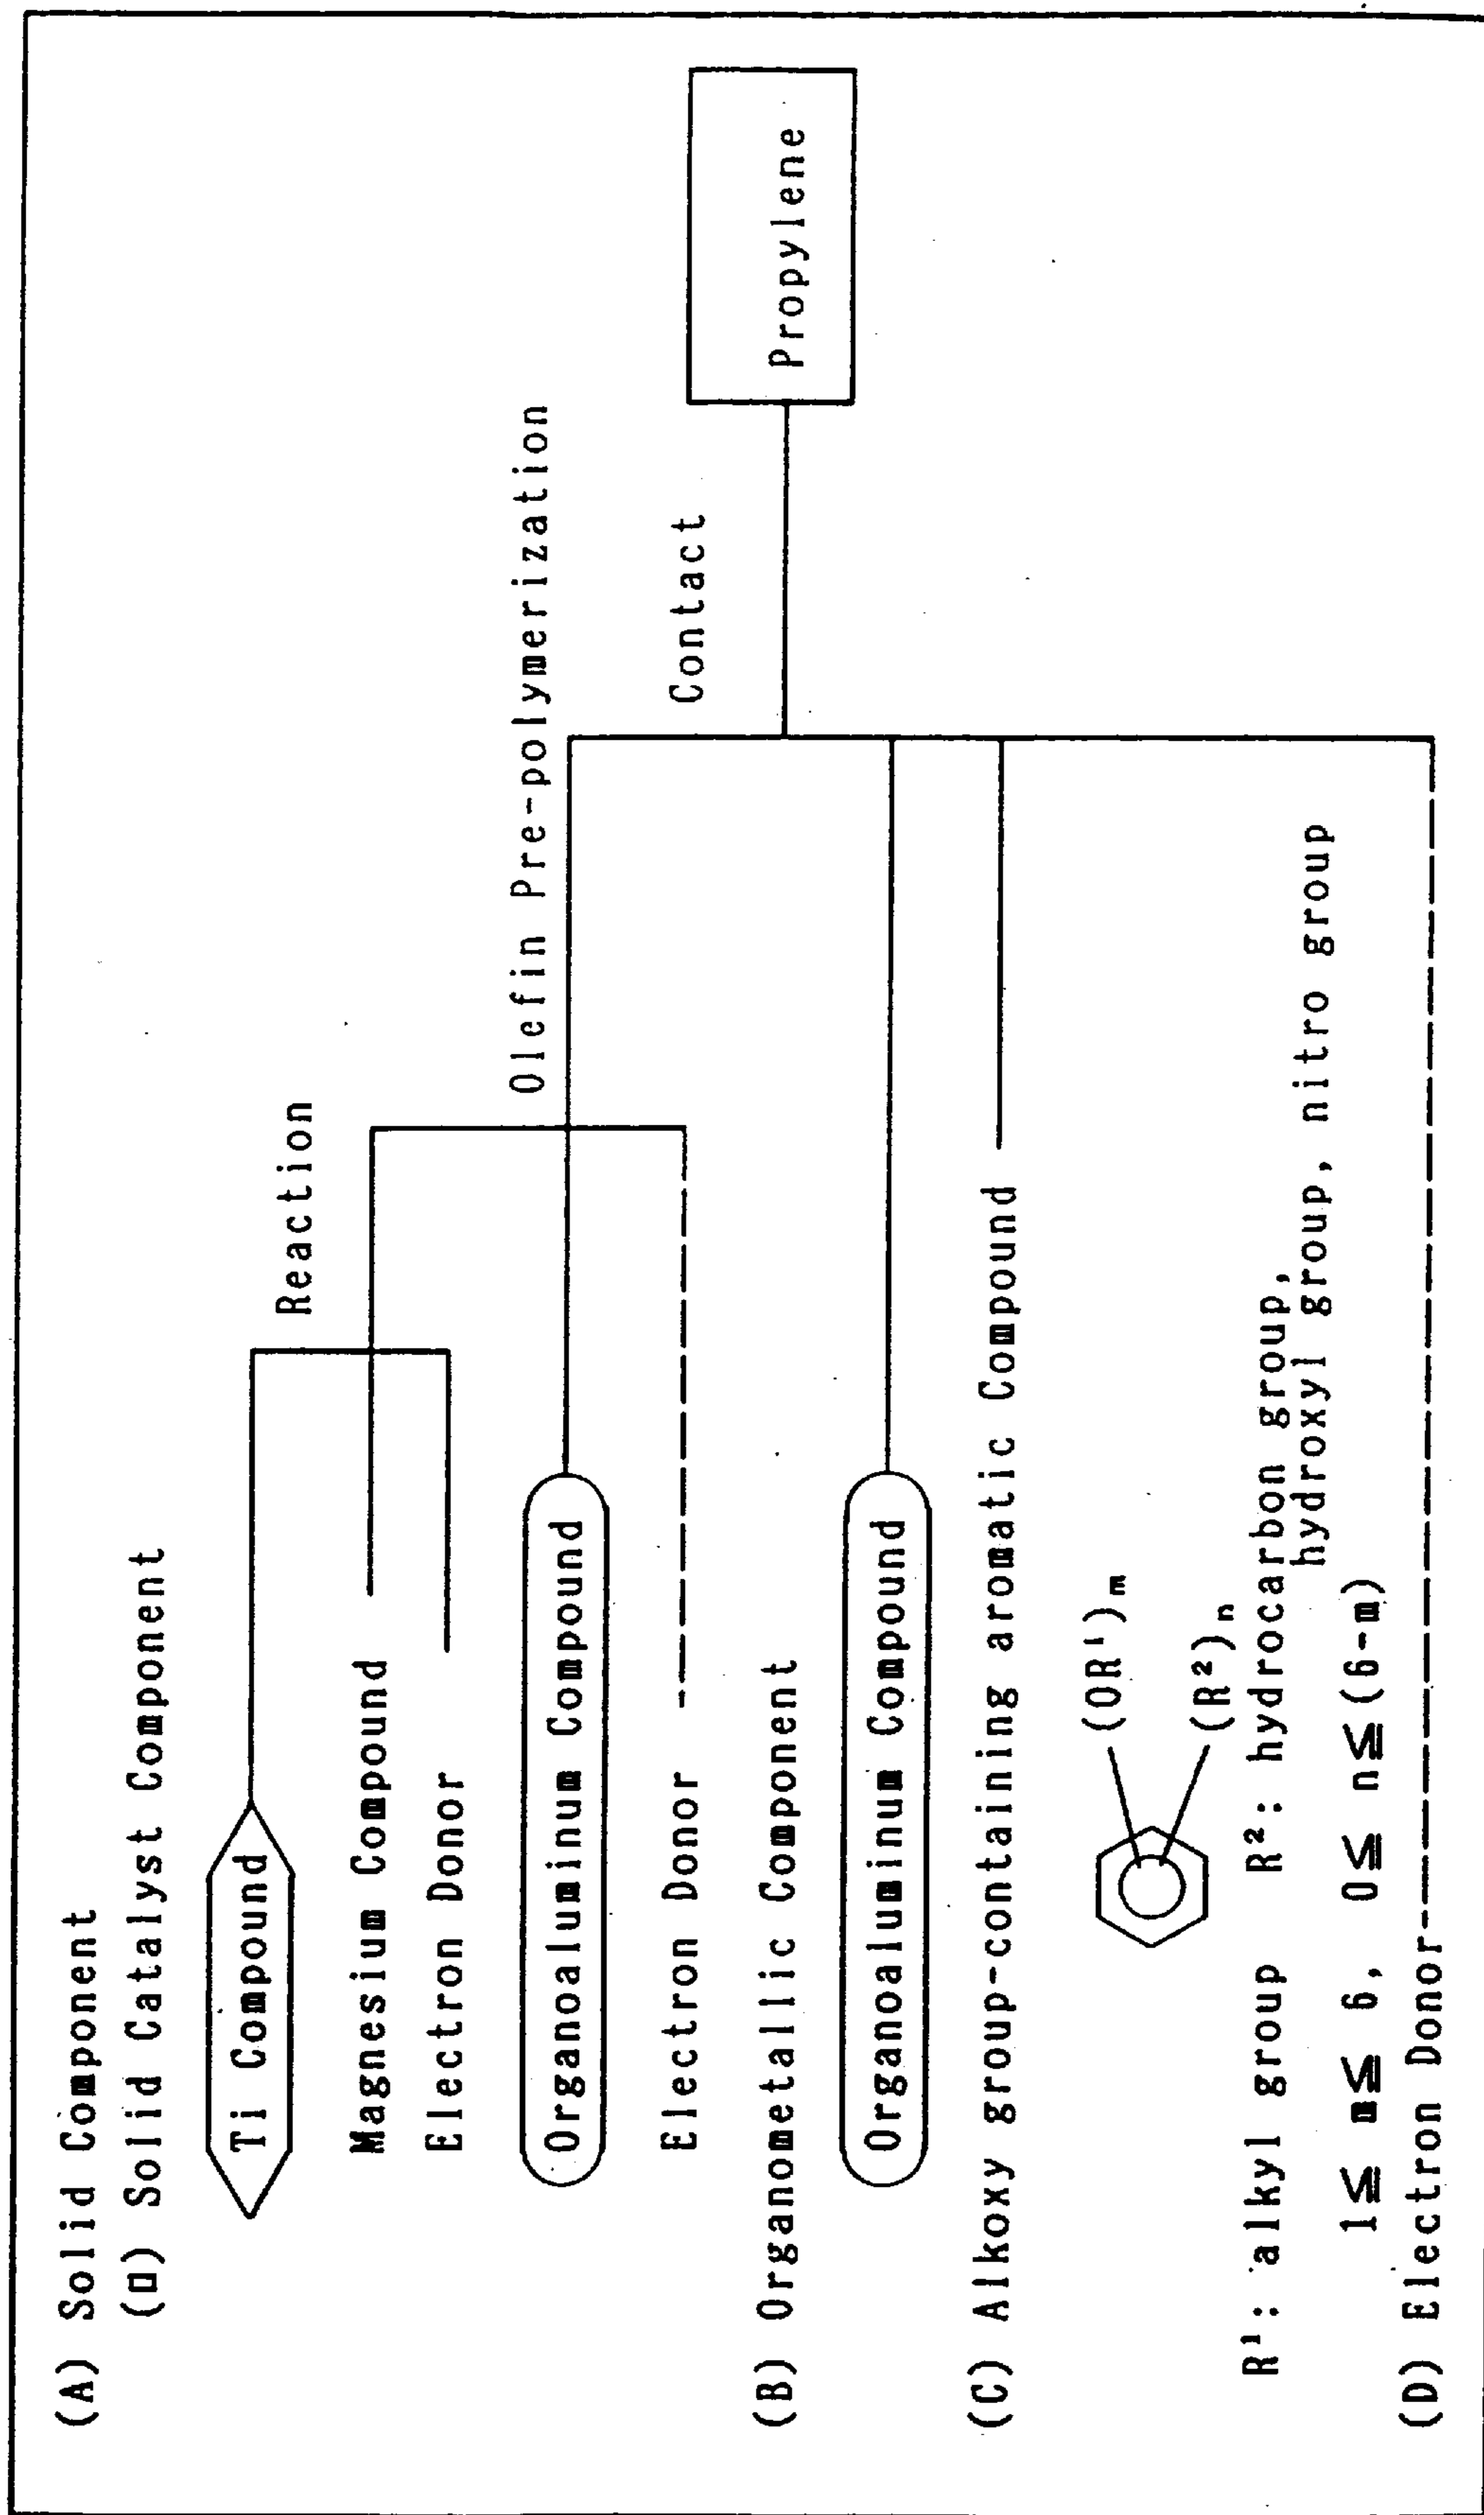 (A) Solid Component
(a) Solid Catalyst Component
Ti Compound
Reaction
Magnesium Compound
Electron Donor
Olefin Pre-polymerization
Organoaluminum Compound
Electron Donor
Contact
Propylene
(B) Organometallic Component
Organoaluminum Compound
(C) Alkoxy group-containing aromatic Compound
(OR¹)m
(R²)n
R¹: alkyl group R²: hydrocarbon group,
hydroxyl group, nitro group
1≦ m≦ 6, 0≦ n≦(6-m)
(D) Electron Donor